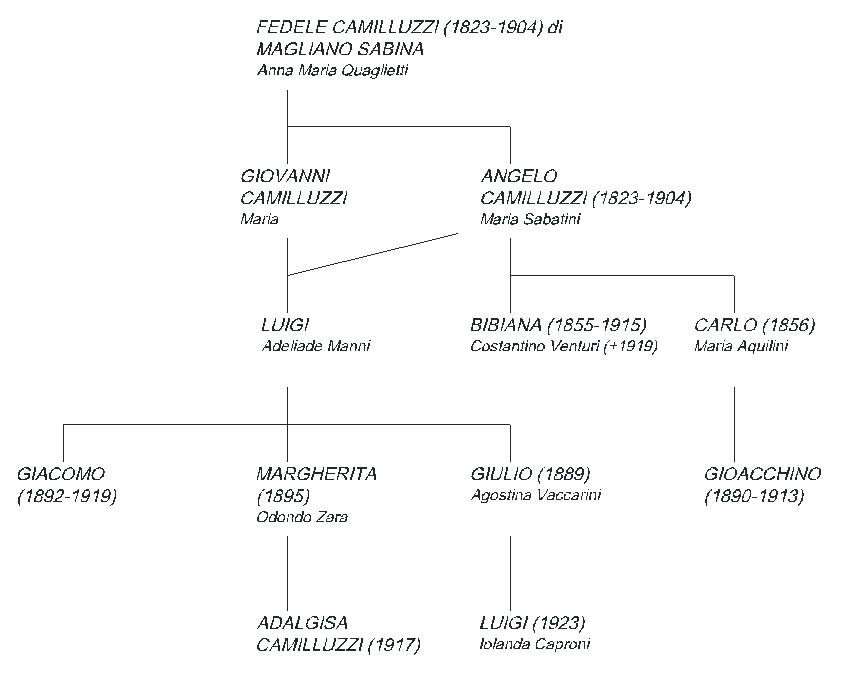 FEDELE CAMILLUZZI (1823-1904) di
MAGLIANO SABINA
Anna Maria Quaglietti
GIOVANNI
CAMILLUZZI
Maria
ANGELO
CAMILLUZZI (1823-1904)
Maria Sabatini
LUIGI
Adeliade Manni
BIBIANA (1855-1915)
Costantino Venturi (+1919)
CARLO (1856)
Maria Aquilini
GIACOMO
(1892-1919)
MARGHERITA
(1895)
Odondo Zara
GIULIO (1889)
Agostina Vaccarini
GIOACCHINO
(1890-1913)
ADALGISA
CAMILLUZZI (1917)
LUIGI (1923)
Iolanda Caproni